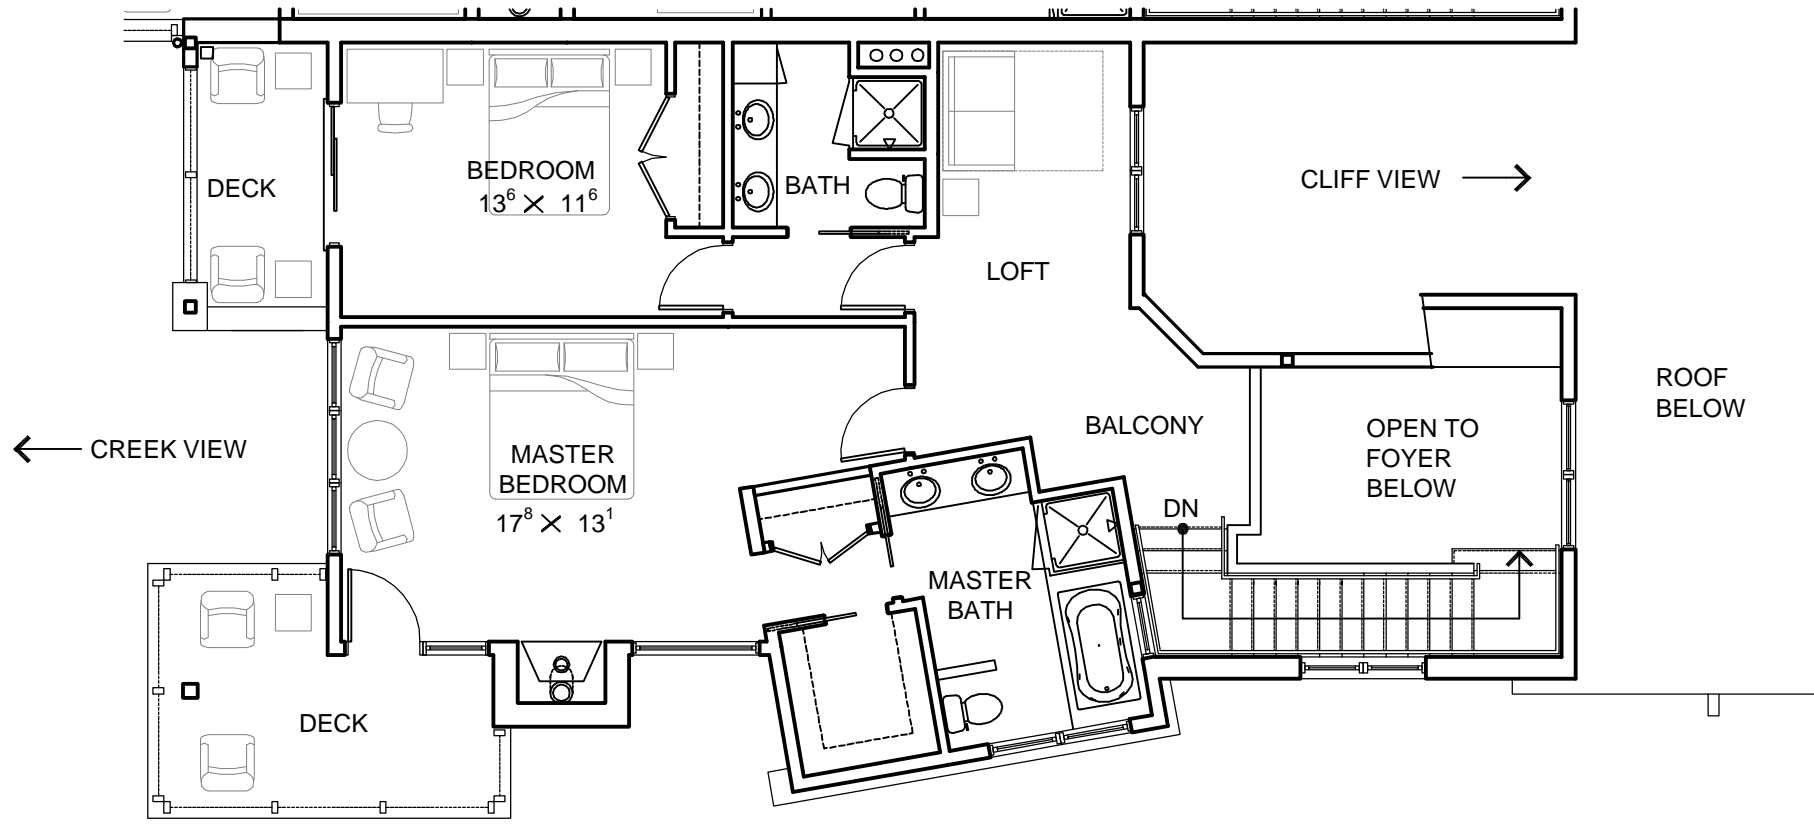 BEDROOM
13⁶ X 11⁶
DECK
BATH
CLIFF VIEW
LOFT
ROOF
BELOW
CREEK VIEW
MASTER
BEDROOM
17⁸ X 13¹
BALCONY
OPEN TO
FOYER
BELOW
DN
MASTER
BATH
DECK